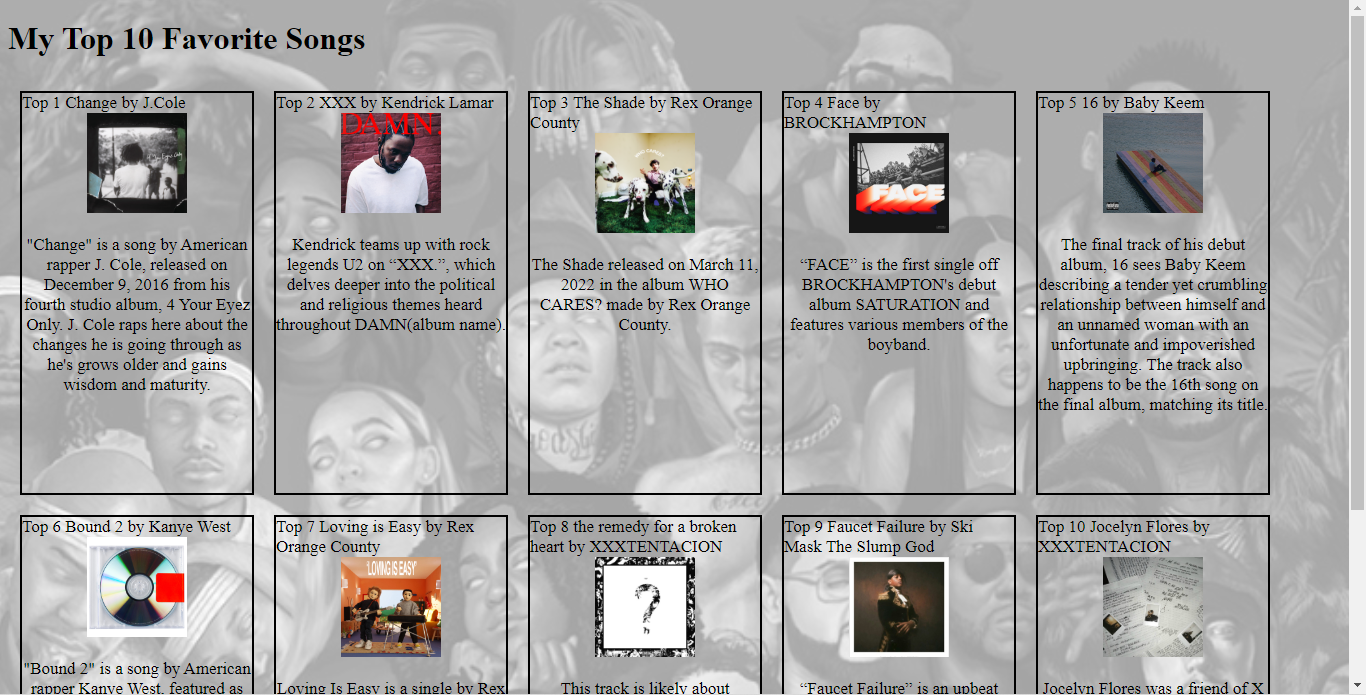 My Top 10 Favorite Songs
Top 1 Change by J.Cole
"Change" is a song by American
rapper J. Cole, released on
December 9, 2016 from his
fourth studio album, 4 Your Eyez
Only. J. Cole raps here about the
changes he is going through as
he's grows older and gains
wisdom and maturity.
Top 2 XXX by Kendrick Lamar
DAMN.
Kendrick teams up with rock
legends U2 on “XXX.”, which
delves deeper into the political
and religious themes heard
throughout DAMN(album name).
Top 3 The Shade by Rex Orange
County
The Shade released on March 11,
2022 in the album WHO
CARES? made by Rex Orange
County.
Top 4 Face by
BROCKHAMPTON
FACE
“FACE” is the first single off
BROCKHAMPTON's debut
album SATURATION and
features various members of the
boyband.
Top 5 16 by Baby Keem
The final track of his debut
album, 16 sees Baby Keem
describing a tender yet crumbling
relationship between himself and
an unnamed woman with an
unfortunate and impoverished
upbringing. The track also
happens to be the 16th song on
the final album, matching its title.
Top 6 Bound 2 by Kanye West
"Bound 2" is a song by American
rapper Kanye West, featured as
Top 7 Loving is Easy by Rex
Orange County
'LOVING IS EASY'
Loving Is Easy is a single by Rex
Top 8 the remedy for a broken
heart by XXXTENTACION
?
This track is likely about
Top 9 Faucet Failure by Ski
Mask The Slump God
“Faucet Failure” is an upbeat
Top 10 Jocelyn Flores by
XXXTENTACION
Jocelyn Flores was a friend of X